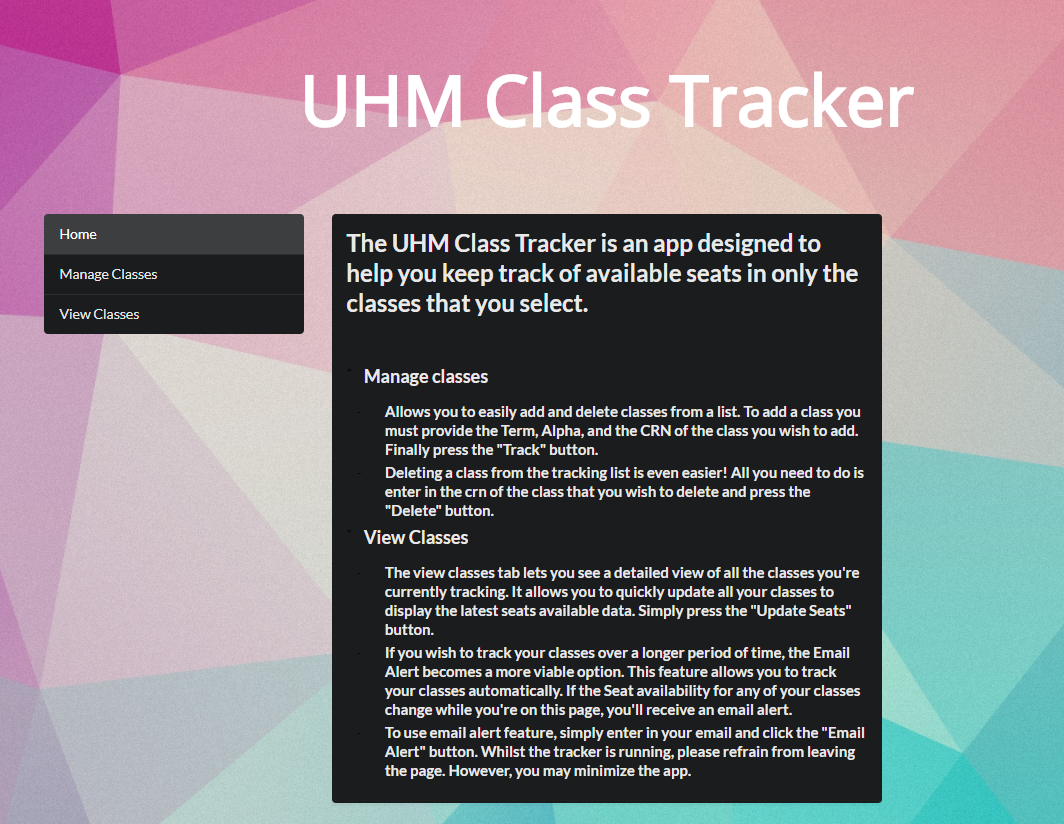 UHM Class Tracker
Home
Manage Classes
View Classes
The UHM Class Tracker is an app designed to
help you keep track of available seats in only the
classes that you select.
Manage classes
Allows you to easily add and delete classes from a list. To add a class you
must provide the Term, Alpha, and the CRN of the class you wish to add.
Finally press the "Track" button.
Deleting a class from the tracking list is even easier! All you need to do is
enter in the crn of the class that you wish to delete and press the
"Delete" button.
View Classes
The view classes tab lets you see a detailed view of all the classes you're
currently tracking. It allows you to quickly update all your classes to
display the latest seats available data. Simply press the "Update Seats"
button.
If you wish to track your classes over a longer period of time, the Email
Alert becomes a more viable option. This feature allows you to track
your classes automatically. If the Seat availability for any of your classes
change while you're on this page, you'll receive an email alert.
To use email alert feature, simply enter in your email and click the "Email
Alert" button. Whilst the tracker is running, please refrain from leaving
the page. However, you may minimize the app.